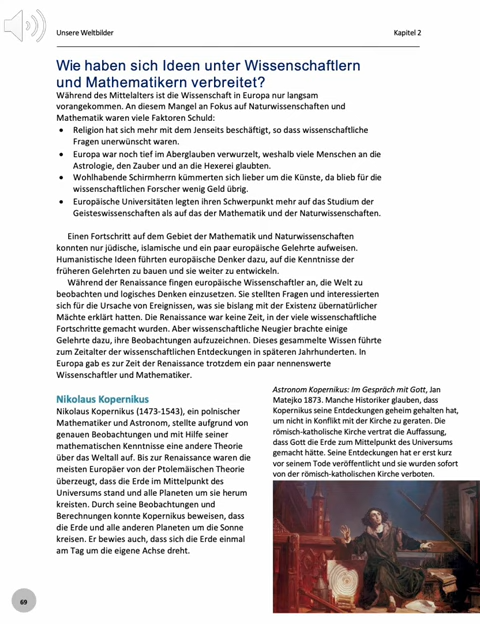 Unsere Weltbilder
Kapitel 2
Wie haben sich Ideen unter Wissenschaftlern
und Mathematikern verbreitet?
Während des Mittelalters ist die Wissenschaft in Europa nur langsam
vorangekommen. An diesem Mangel an Fokus auf Naturwissenschaften und
Mathematik waren viele Faktoren Schuld:
• Religion hat sich mehr mit dem Jenseits beschäftigt, so dass wissenschaftliche
Fragen unerwünscht waren.
• Europa war noch tief im Aberglauben verwurzelt, weshalb viele Menschen an die
Astrologie, den Zauber und an die Hexerei glaubten.
• Wohlhabende Schirmherrn kümmerten sich lieber um die Künste, da blieb für die
wissenschaftlichen Forscher wenig Geld übrig.
• Europäische Universitäten legten ihren Schwerpunkt mehr auf das Studium der
Geisteswissenschaften als auf das der Mathematik und der Naturwissenschaften.
Einen Fortschritt auf dem Gebiet der Mathematik und Naturwissenschaften
konnten nur jüdische, islamische und ein paar europäische Gelehrte aufweisen.
Humanistische Ideen führten europäische Denker dazu, auf die Kenntnisse der
früheren Gelehrten zu bauen und sie weiter zu entwickeln.
Während der Renaissance fingen europäische Wissenschaftler an, die Welt zu
beobachten und logisches Denken einzusetzen. Sie stellten Fragen und interessierten
sich für die Ursache von Ereignissen, was sie bislang mit der Existenz übernatürlicher
Mächte erklärt hatten. Die Renaissance war keine Zeit, in der viele wissenschaftliche
Fortschritte gemacht wurden. Aber wissenschaftliche Neugier brachte einige
Gelehrte dazu, ihre Beobachtungen aufzuzeichnen. Dieses gesammelte Wissen führte
zum Zeitalter der wissenschaftlichen Entdeckungen in späteren Jahrhunderten. In
Europa gab es zur Zeit der Renaissance trotzdem ein paar nennenswerte
Wissenschaftler und Mathematiker.
Nikolaus Kopernikus
Nikolaus Kopernikus (1473-1543), ein polnischer
Mathematiker und Astronom, stellte aufgrund von
genauen Beobachtungen und mit Hilfe seiner
mathematischen Kenntnisse eine andere Theorie
über das Weltall auf. Bis zur Renaissance waren die
meisten Europäer von der Ptolemäischen Theorie
überzeugt, dass die Erde im Mittelpunkt des
Universums stand und alle Planeten um sie herum
kreisten. Durch seine Beobachtungen und
Berechnungen konnte Kopernikus beweisen, dass
die Erde und alle anderen Planeten um die Sonne
kreisen. Er bewies auch, dass sich die Erde einmal
am Tag um die eigene Achse dreht.
Astronom Kopernikus: Im Gespräch mit Gott, Jan
Matejko 1873. Manche Historiker glauben, dass
Kopernikus seine Entdeckungen geheim gehalten hat,
um nicht in Konflikt mit der Kirche zu geraten. Die
römisch-katholische Kirche vertrat die Auffassung,
dass Gott die Erde zum Mittelpunkt des Universums
gemacht hätte. Seine Entdeckungen hat er erst kurz
vor seinem Tode veröffentlicht und sie wurden sofort
von der römisch-katholischen Kirche verboten.
69